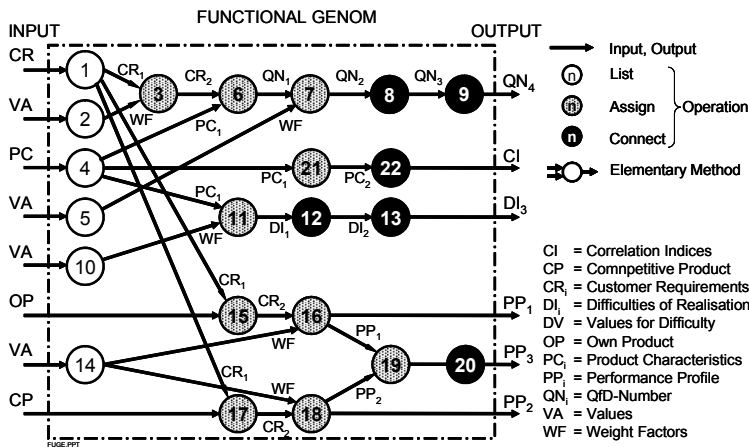 FUNCTIONAL GENOM
INPUT
OUTPUT
CR
1
CR1
3
CR2
6
QN1
7
QN2
8
QN3
9
QN4
VA
2
WF
PC1
WF
PC
4
PC1
21
PC2
22
CI
VA
5
PC1
11
DI1
12
DI2
13
DI3
VA
10
WF
CR1
OP
15
CR2
16
PP1
WF
PP1
VA
14
CR1
WF
19
20
PP3
PP2
CP
17
CR2
18
PP2
FUGE.PPT
Input, Output
n List
n Assign
n Connect
Operation
Elementary Method
CI = Correlation Indices
CP = Comnpetitive Product
CRi = Customer Requirements
DIi = Difficulties of Realisation
DV = Values for Difficulty
OP = Own Product
PCi = Product Characteristics
PPi = Performance Profile
QNi = QfD-Number
VA = Values
WF = Weight Factors